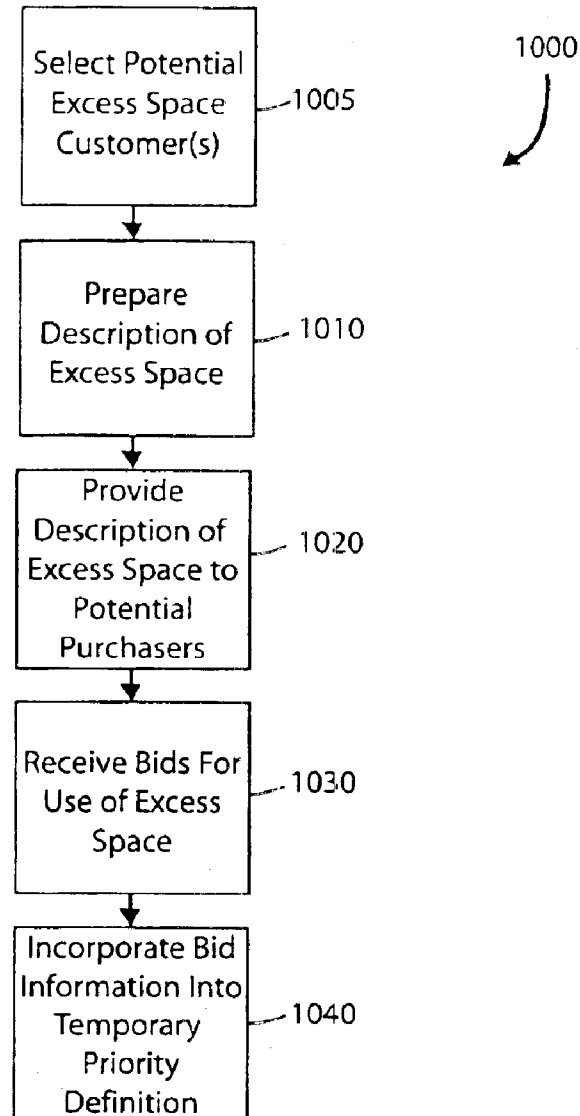 1000
Select Potential
Excess Space
Customer(s)
1005
Prepare
Description of
Excess Space
1010
Provide
Description of
Excess Space to
Potential
Purchasers
1020
Receive Bids For
Use of Excess
Space
1030
Incorporate Bid
Information Into
Temporary
Priority
Definition
1040